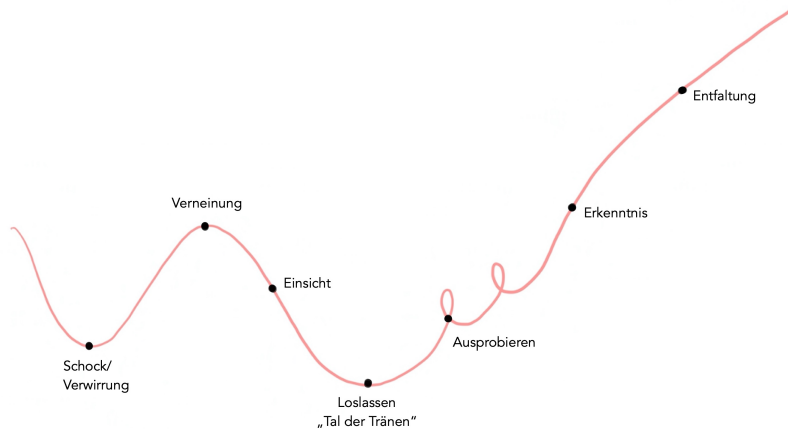 Schock/
Verwirrung
Verneinung
Einsicht
Loslassen
„Tal der Tränen“
Ausprobieren
Erkenntnis
Entfaltung